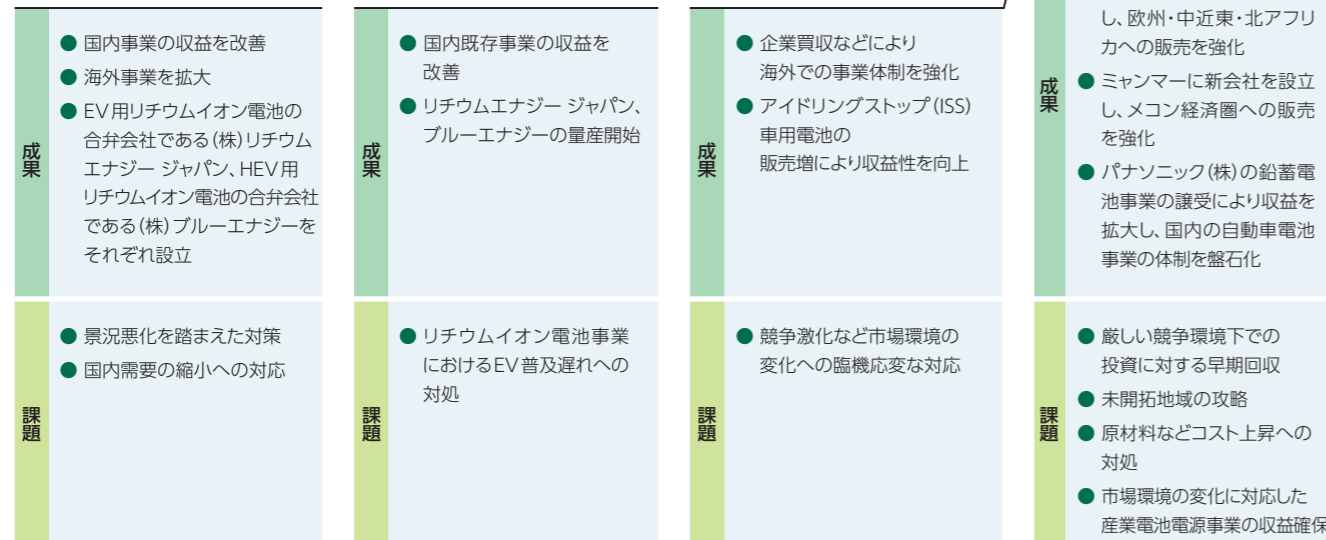 成果
● 国内事業の収益を改善
● 海外事業を拡大
● EV用リチウムイオン電池の
合弁会社である(株)リチウム
エナジー ジャパン、HEV用
リチウムイオン電池の合弁会社
である(株)ブルーエナジーを
それぞれ設立
課題
● 景況悪化を踏まえた対策
● 国内需要の縮小への対応
成果
● 国内既存事業の収益を
改善
● リチウムエナジー ジャパン、
ブルーエナジーの量産開始
課題
● リチウムイオン電池事業
におけるEV普及遅れへの
対処
成果
● 企業買収などにより
海外での事業体制を強化
● アイドリングストップ(ISS)
車用電池の
販売増により収益性を向上
課題
● 競争激化など市場環境の
変化への臨機応変な対応
成果
し、欧州・中近東・北アフリ
カへの販売を強化
● ミャンマーに新会社を設立
し、メコン経済圏への販売
を強化
● パナソニック(株)の鉛蓄電
池事業の譲受により収益を
拡大し、国内の自動車電池
事業の体制を盤石化
課題
● 厳しい競争環境下での
投資に対する早期回収
● 未開拓地域の攻略
● 原材料などコスト上昇への
対処
● 市場環境の変化に対応した
産業電池電源事業の収益確保